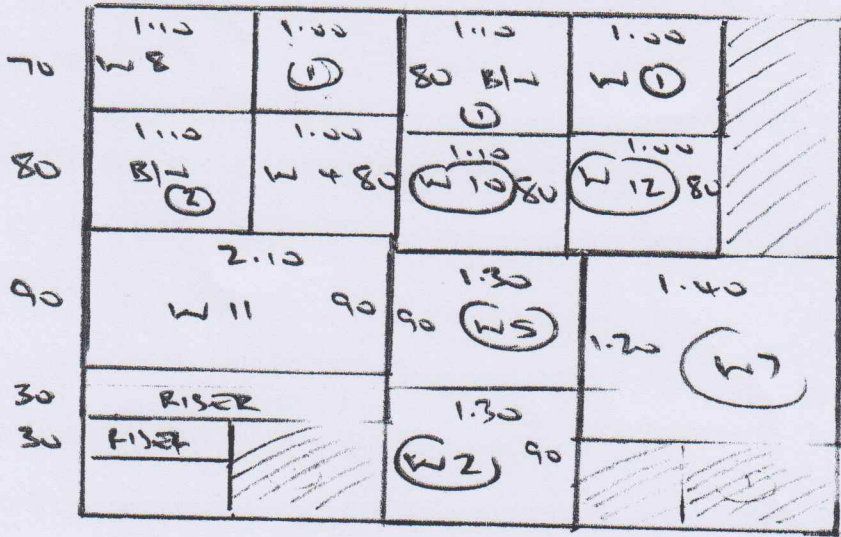 1.10 1.00 1.10 1.00
70 W 8 1 80 B/W W 1
1
1.10 1.00 1.10 1.00
80 B/W W 4 80 W 10 80 W 12 80
2
2.10 1.30 1.40
90 W 11 90 90 W5 1.20 W7
30 RISER 1.30
30 RISER W2 90